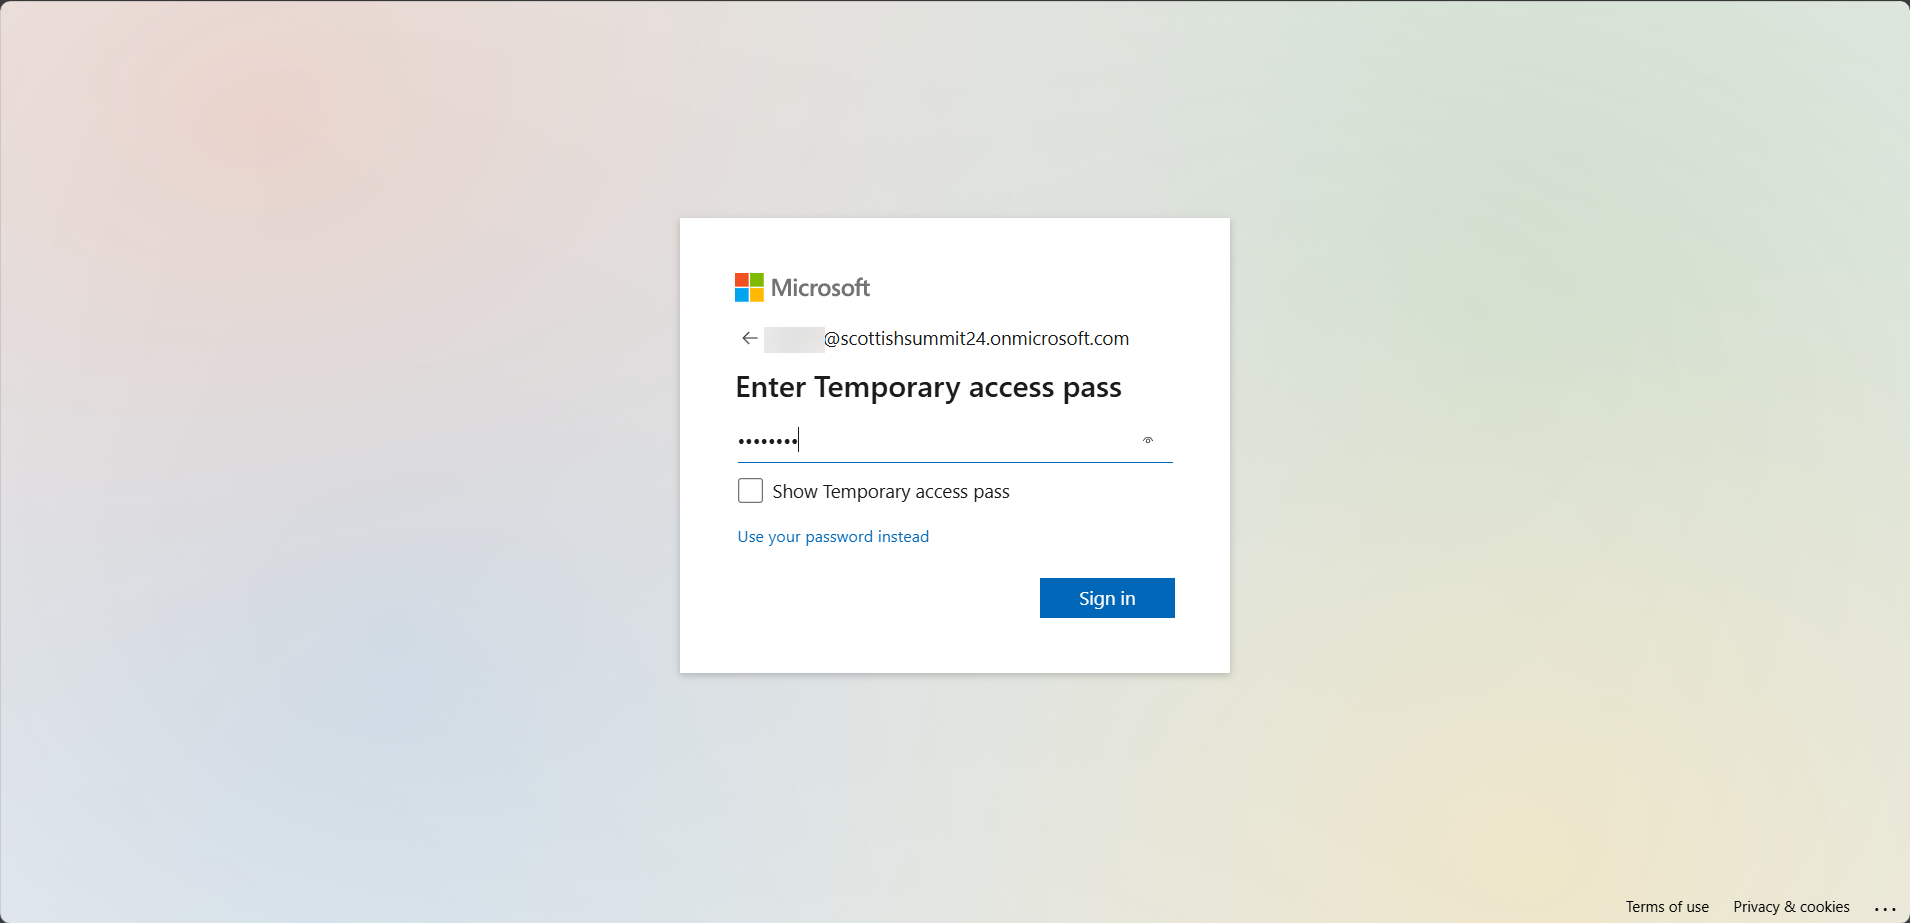 Microsoft
@scottishsummit24.onmicrosoft.com
Enter Temporary access pass
••••••••
Show Temporary access pass
Use your password instead
Sign in
Terms of use Privacy & cookies ...